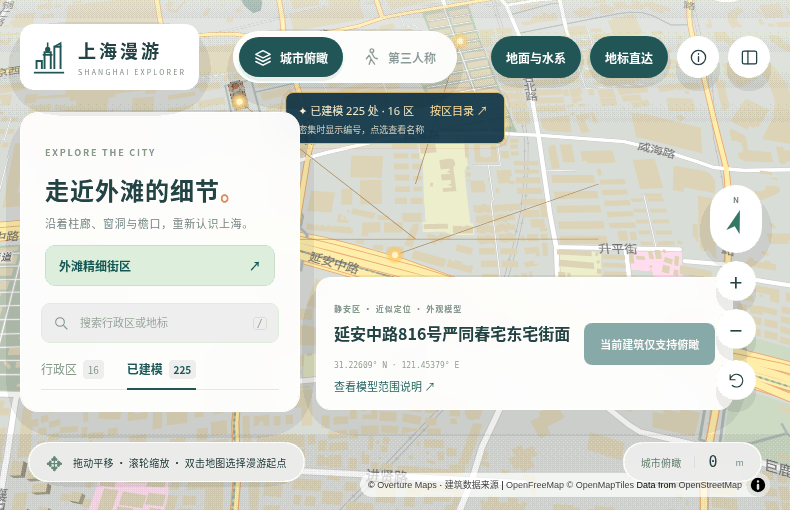 上海漫游
SHANGHAI EXPLORER
城市俯瞰
第三人称
地面与水系
地标直达
✦ 已建模 225 处 · 16 区 按区目录 ↗
密集时显示编号，点选查看名称
威海路
N
EXPLORE THE CITY
走近外滩的细节。
沿着柱廊、窗洞与檐口，重新认识上海。
外滩精细街区 ↗
搜索行政区或地标 /
行政区 16
已建模 225
升平街
延安中路
静安区 · 近似定位 · 外观模型
延安中路816号严同春宅东宅街面
31.22609° N · 121.45379° E
查看模型范围说明 ↗
当前建筑仅支持俯瞰
+
−
拖动平移 · 滚轮缩放 · 双击地图选择漫游起点
进贤路
城市俯瞰 0 m
巨鹿
© Overture Maps · 建筑数据来源 | OpenFreeMap © OpenMapTiles Data from OpenStreetMap